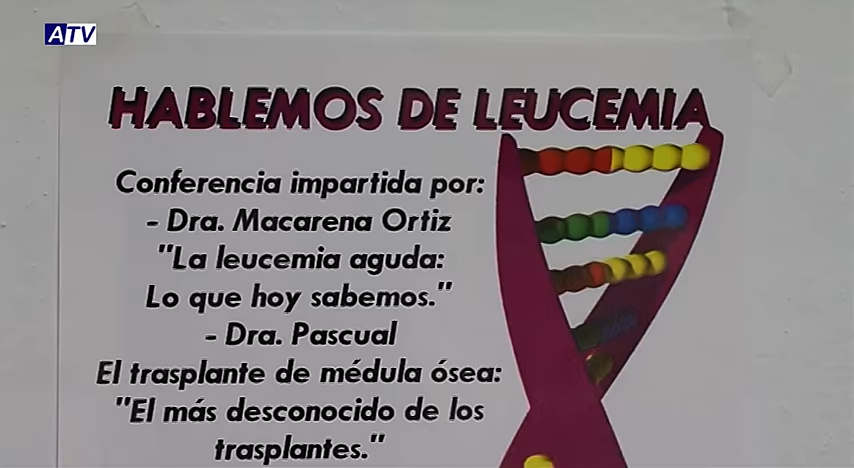 ATV
HABLEMOS DE LEUCEMIA
Conferencia impartida por:
- Dra. Macarena Ortiz
"La leucemia aguda:
Lo que hoy sabemos."
- Dra. Pascual
El trasplante de médula ósea:
"El más desconocido de los
trasplantes."